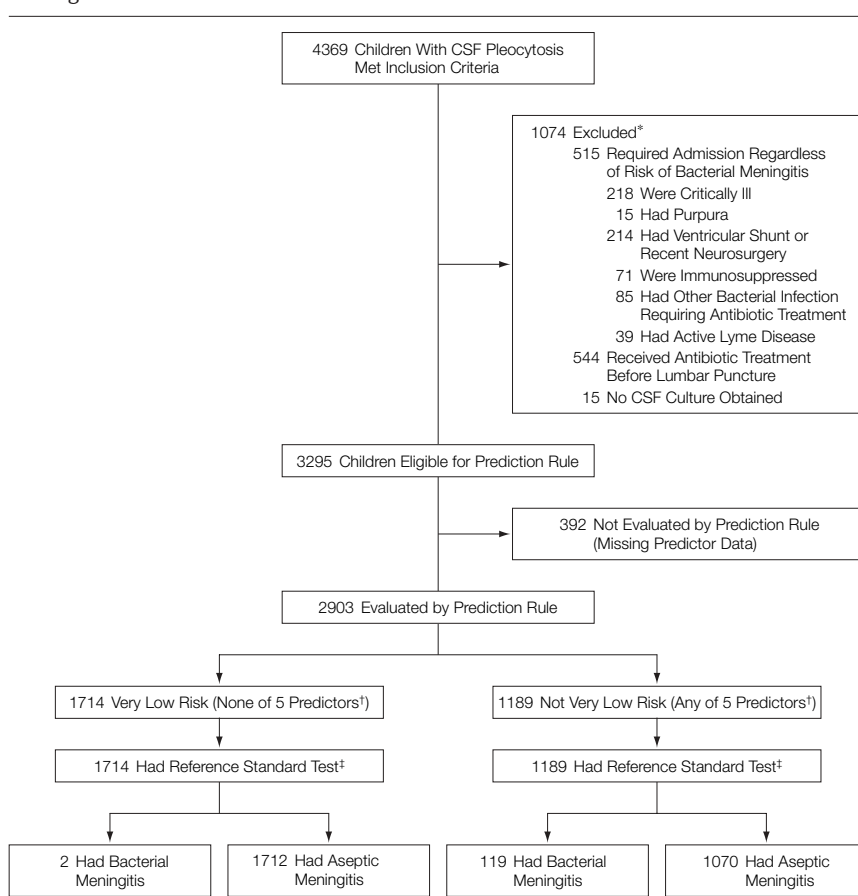 4369 Children With CSF Pleocytosis
Met Inclusion Criteria
1074 Excluded*
515 Required Admission Regardless
of Risk of Bacterial Meningitis
218 Were Critically Ill
15 Had Purpura
214 Had Ventricular Shunt or
Recent Neurosurgery
71 Were Immunosuppressed
85 Had Other Bacterial Infection
Requiring Antibiotic Treatment
39 Had Active Lyme Disease
544 Received Antibiotic Treatment
Before Lumbar Puncture
15 No CSF Culture Obtained
3295 Children Eligible for Prediction Rule
392 Not Evaluated by Prediction Rule
(Missing Predictor Data)
2903 Evaluated by Prediction Rule
1714 Very Low Risk (None of 5 Predictors†)
1189 Not Very Low Risk (Any of 5 Predictors†)
1714 Had Reference Standard Test‡
1189 Had Reference Standard Test‡
2 Had Bacterial
Meningitis
1712 Had Aseptic
Meningitis
119 Had Bacterial
Meningitis
1070 Had Aseptic
Meningitis